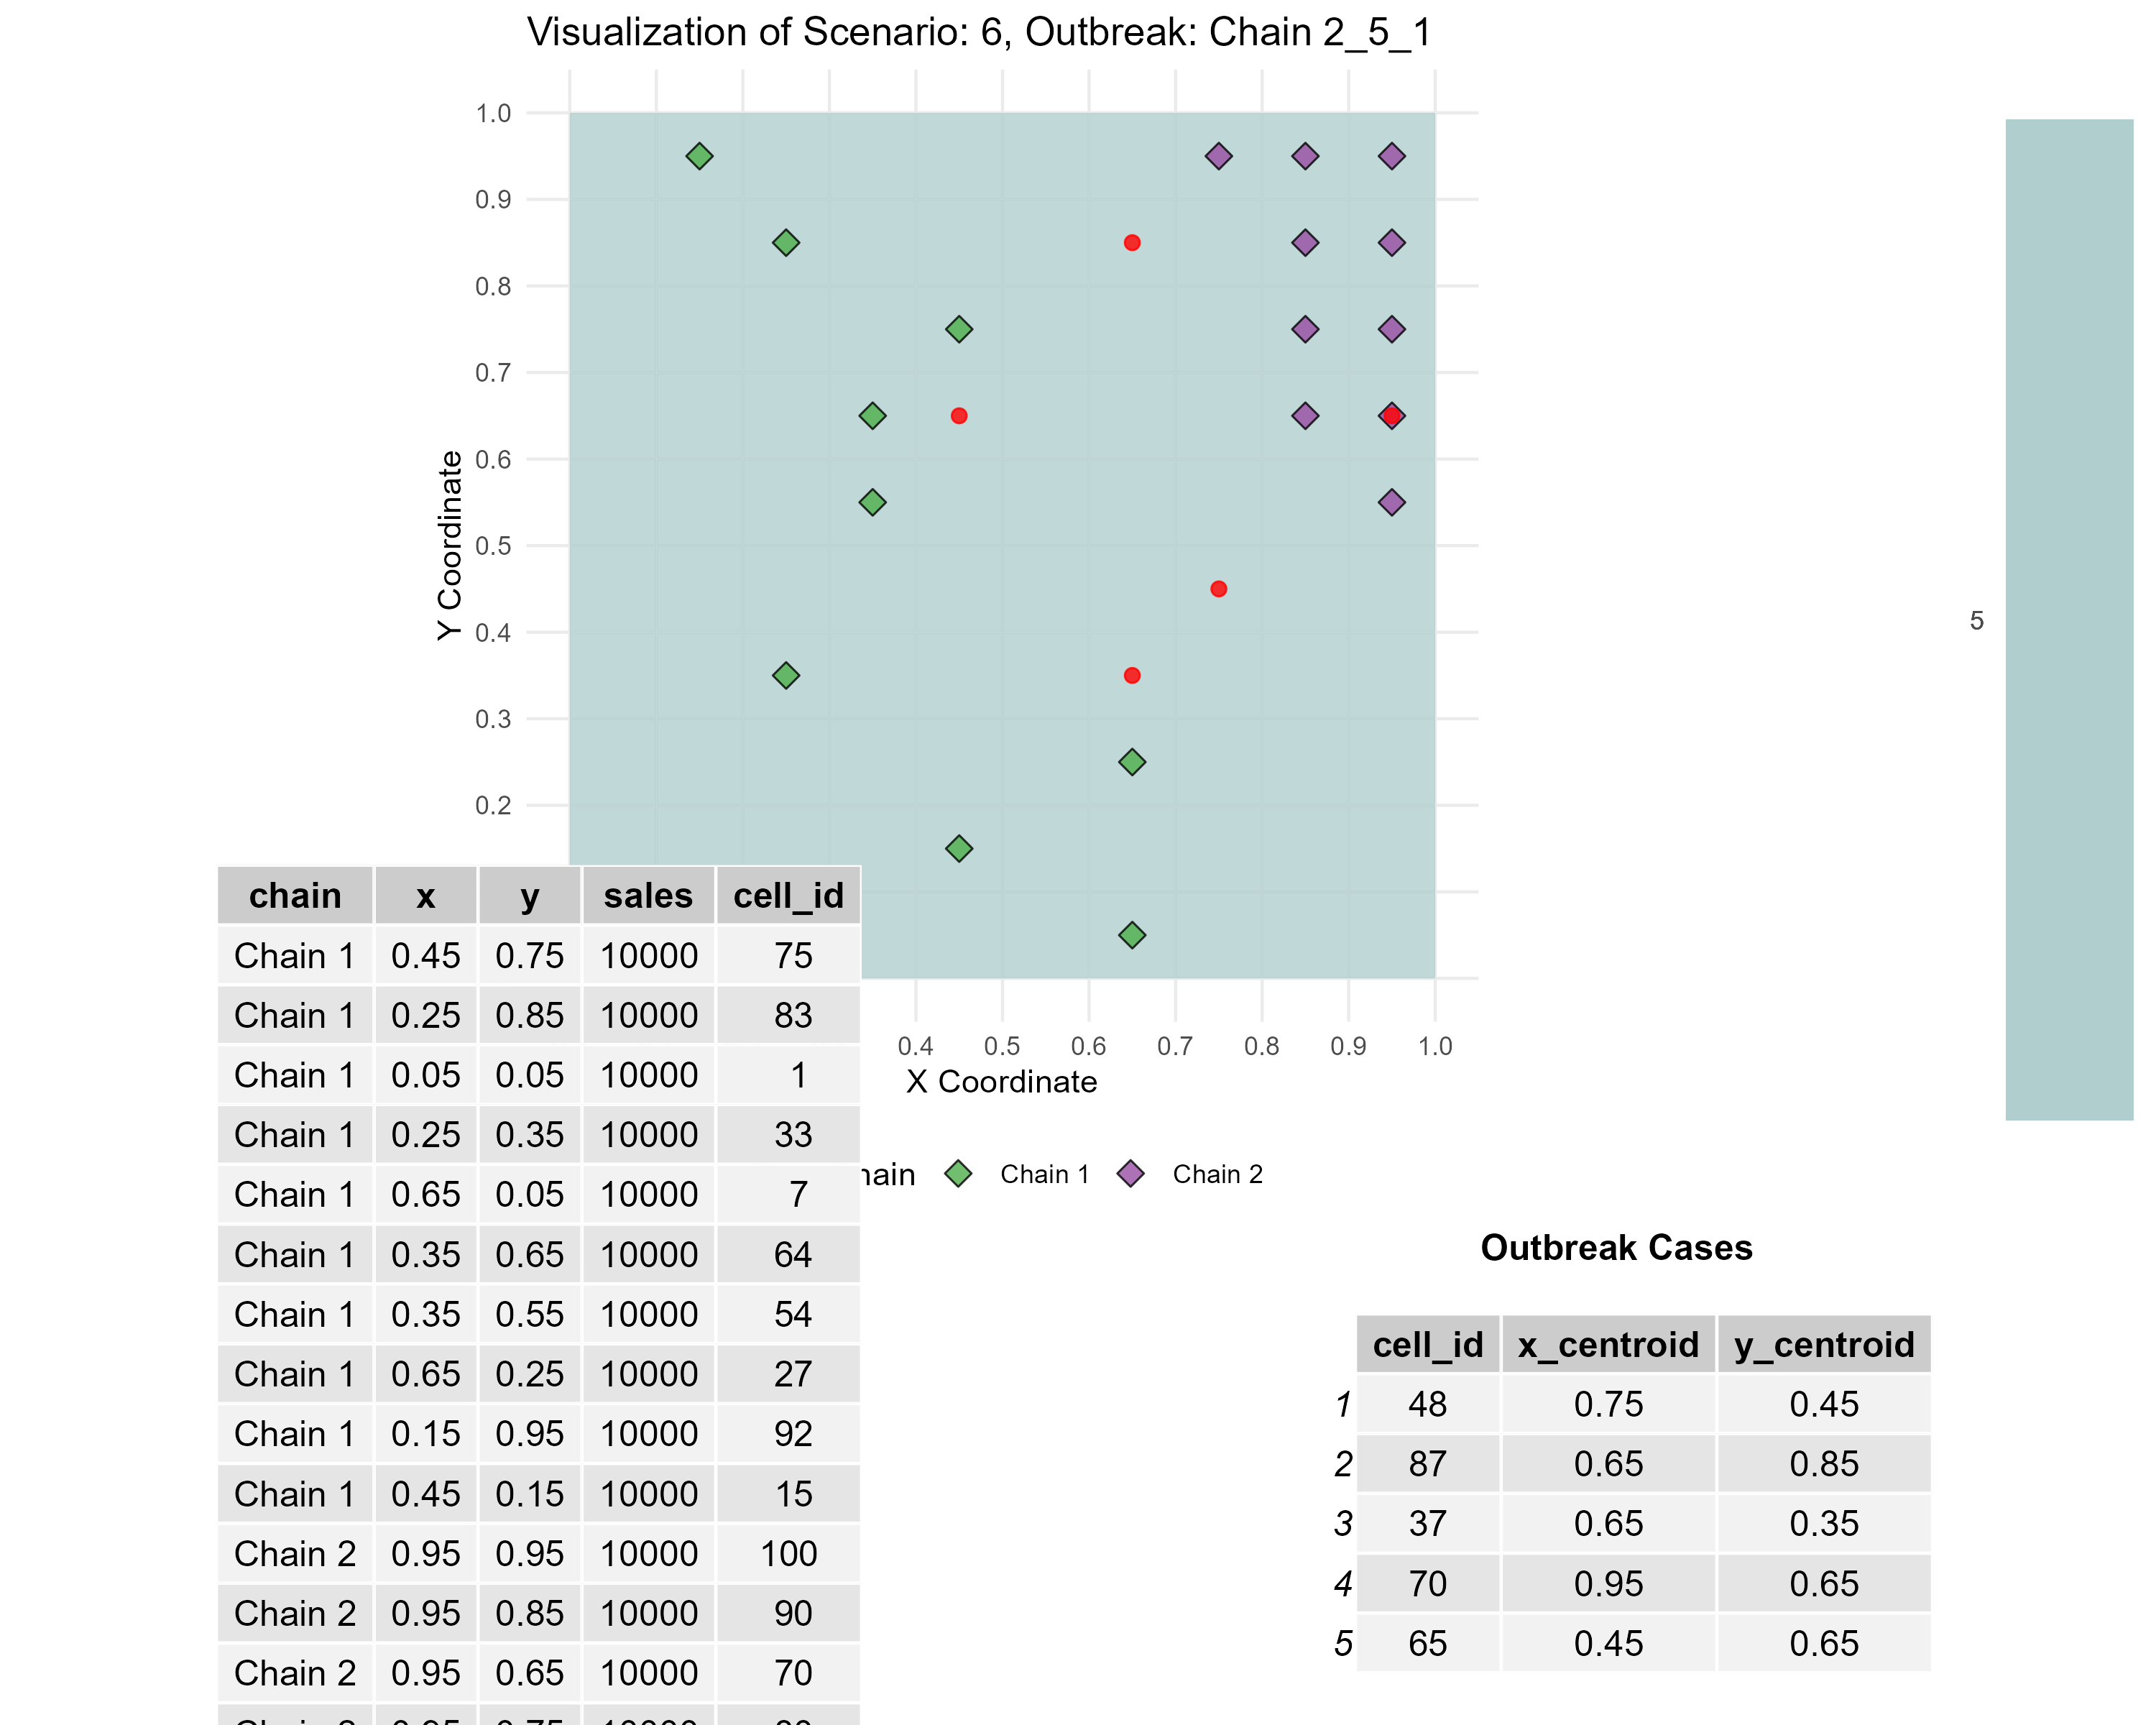 Visualization of Scenario: 6, Outbreak: Chain 2_5_1
1.0
0.9
0.8
0.7
0.6
0.5
0.4
0.3
0.2
Y Coordinate
5
0.4 0.5 0.6 0.7 0.8 0.9 1.0
X Coordinate
Chain 1 Chain 2
chain x y sales cell_id
Chain 1 0.45 0.75 10000 75
Chain 1 0.25 0.85 10000 83
Chain 1 0.05 0.05 10000 1
Chain 1 0.25 0.35 10000 33
Chain 1 0.65 0.05 10000 7
Chain 1 0.35 0.65 10000 64
Chain 1 0.35 0.55 10000 54
Chain 1 0.65 0.25 10000 27
Chain 1 0.15 0.95 10000 92
Chain 1 0.45 0.15 10000 15
Chain 2 0.95 0.95 10000 100
Chain 2 0.95 0.85 10000 90
Chain 2 0.95 0.65 10000 70
Outbreak Cases
cell_id x_centroid y_centroid
1 48 0.75 0.45
2 87 0.65 0.85
3 37 0.65 0.35
4 70 0.95 0.65
5 65 0.45 0.65